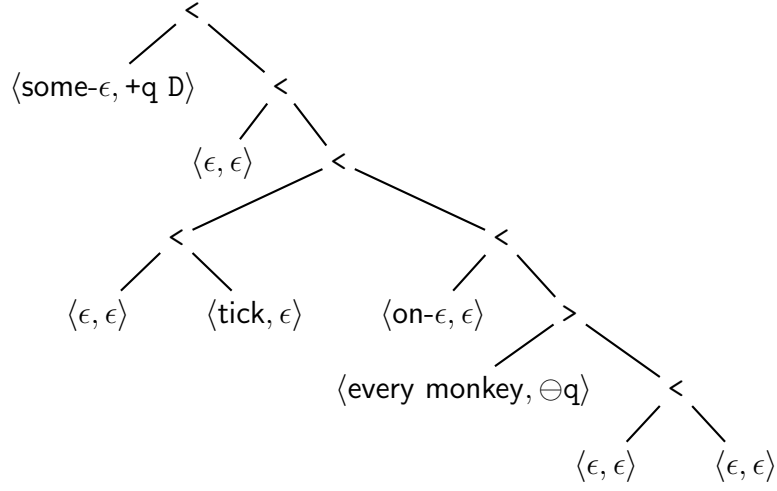 <
⟨some-ϵ, +q D⟩ <
⟨ϵ, ϵ⟩ <
< <
⟨ϵ, ϵ⟩ ⟨tick, ϵ⟩ ⟨on-ϵ, ϵ⟩ >
⟨every monkey, ⊖q⟩ <
⟨ϵ, ϵ⟩ ⟨ϵ, ϵ⟩